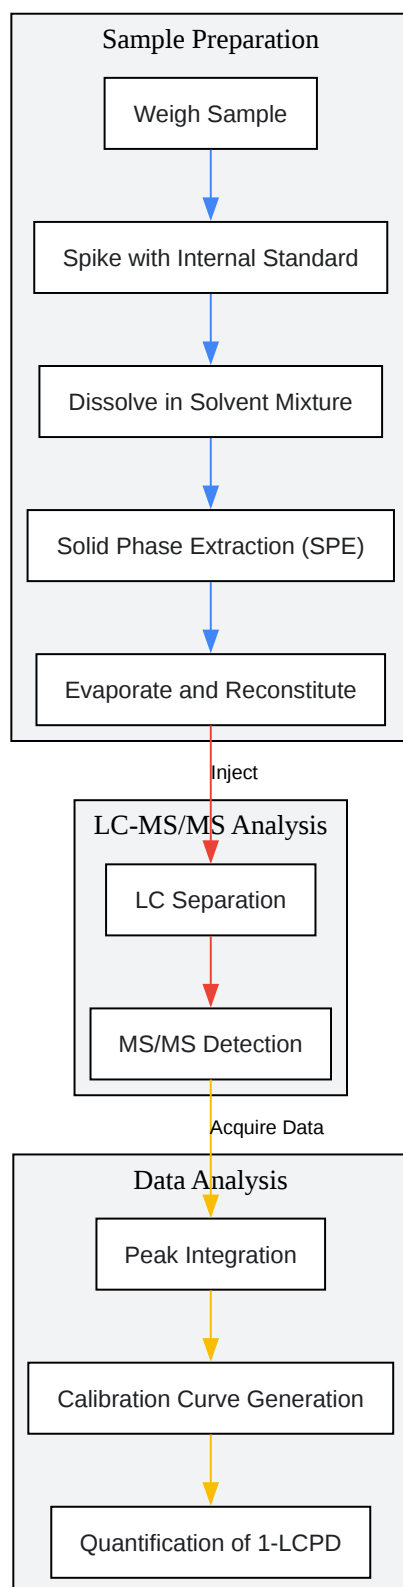 Sample Preparation
Weigh Sample
Spike with Internal Standard
Dissolve in Solvent Mixture
Solid Phase Extraction (SPE)
Evaporate and Reconstitute
Inject
LC-MS/MS Analysis
LC Separation
MS/MS Detection
Acquire Data
Data Analysis
Peak Integration
Calibration Curve Generation
Quantification of 1-LCPD